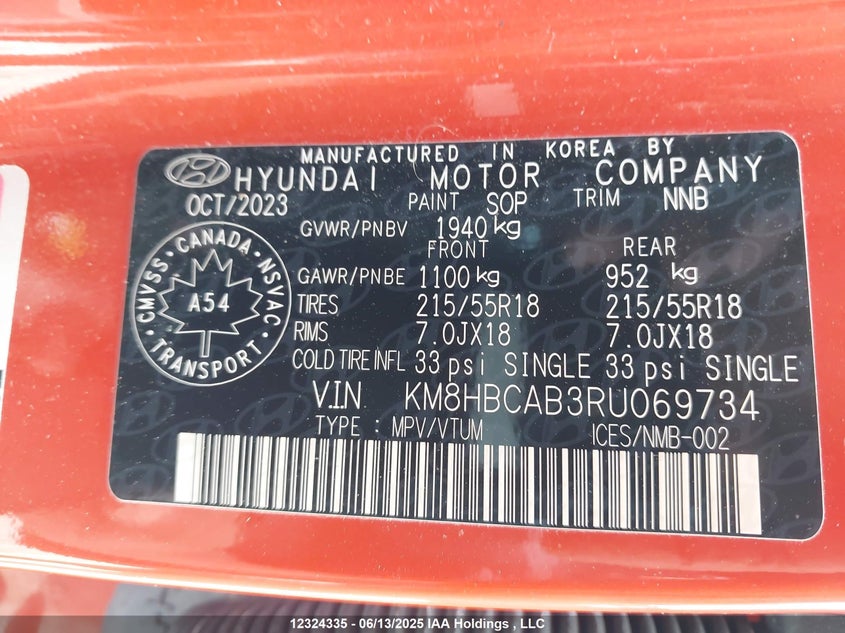 MANUFACTURED IN KOREA BY
HYUNDAI MOTOR COMPANY
OCT/2023 PAINT SOP TRIM NNB
GVWR/PNBV 1940 kg
FRONT REAR
GAWR/PNBE 1100 kg 952 kg
TIRES 215/55R18 215/55R18
RIMS 7.0JX18 7.0JX18
COLD TIRE INFL 33 psi SINGLE 33 psi SINGLE
V.I.N KM8HBCAB3RU069734
TYPE : MPV/VTUM ICES/NMB-002
CMVSS · CANADA · NSVAC
A54
TRANSPORT
12324335 - 06/13/2025 IAA Holdings, LLC